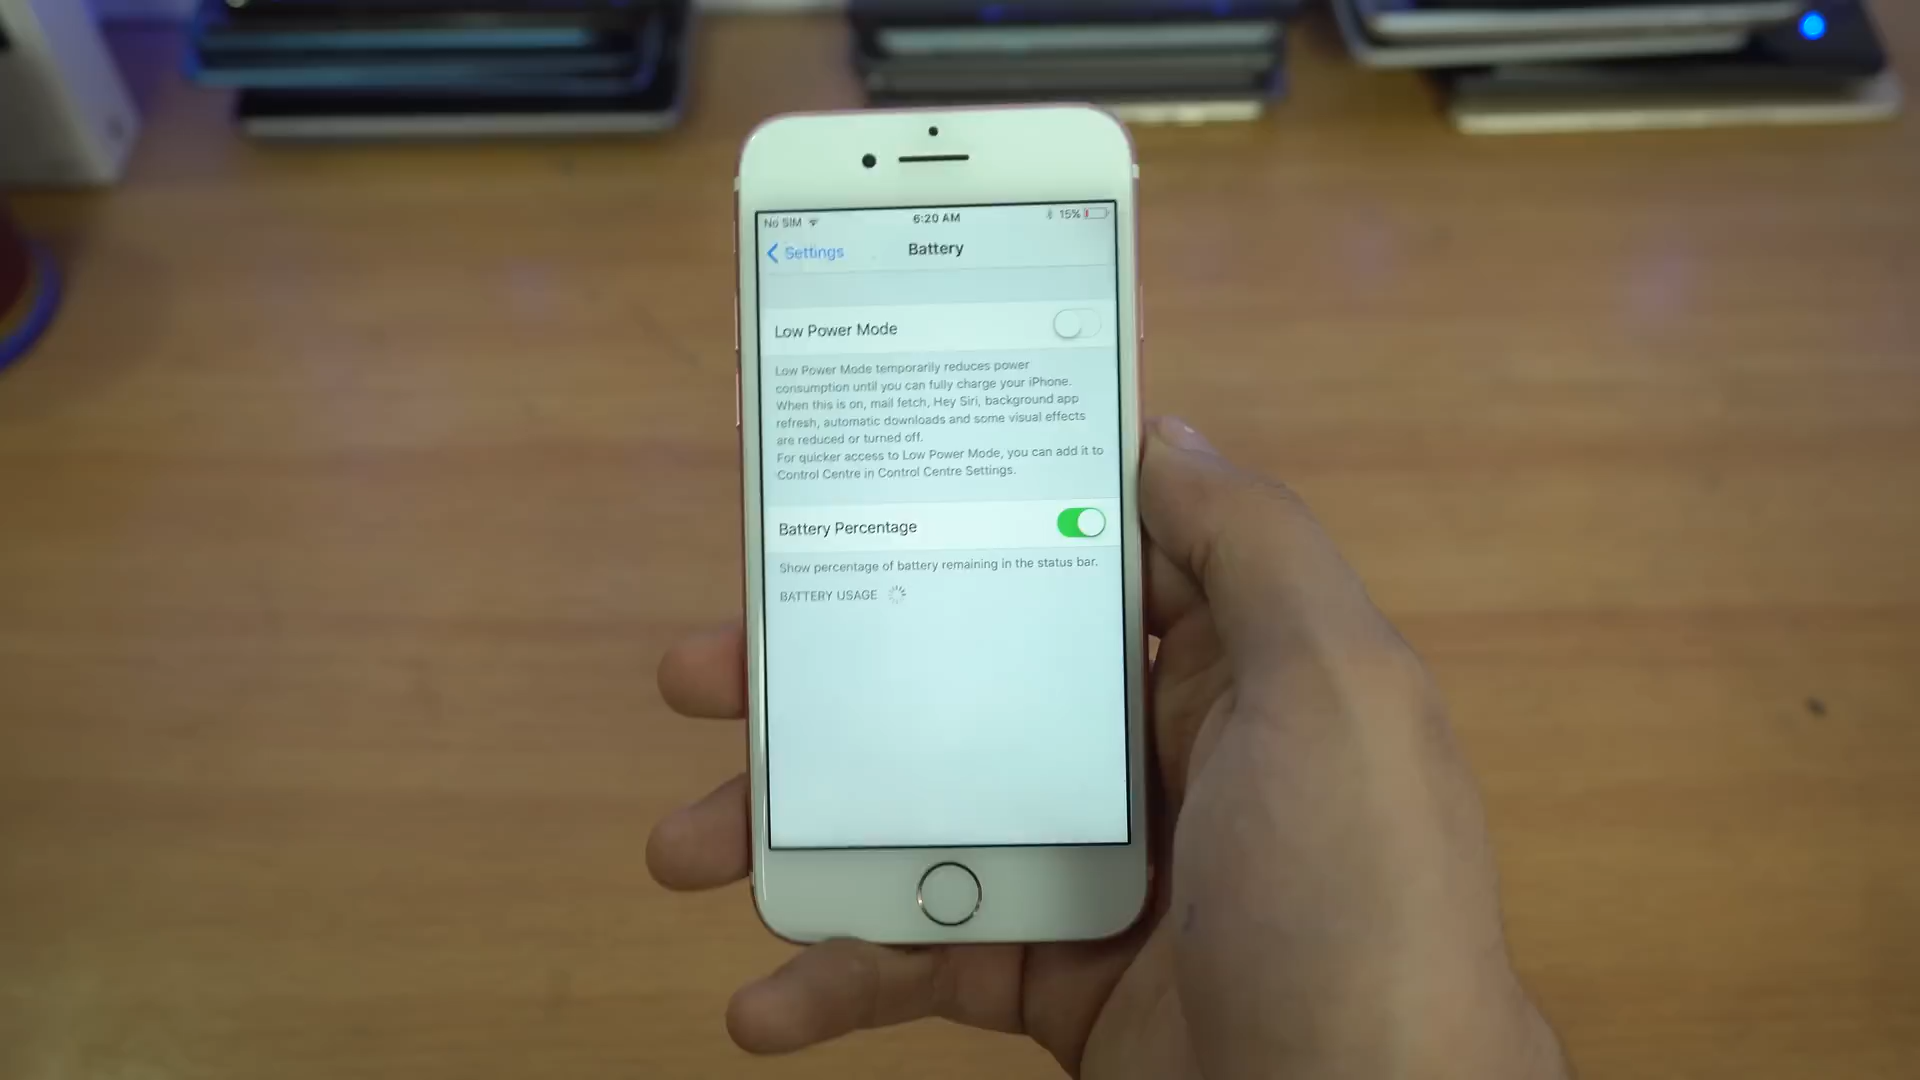 No SIM 6:20 AM 15%
Settings Battery
Low Power Mode
Low Power Mode temporarily reduces power
consumption until you can fully charge your iPhone.
When this is on, mail fetch, Hey Siri, background app
refresh, automatic downloads and some visual effects
are reduced or turned off.
For quicker access to Low Power Mode, you can add it to
Control Centre in Control Centre Settings.
Battery Percentage
Show percentage of battery remaining in the status bar.
BATTERY USAGE